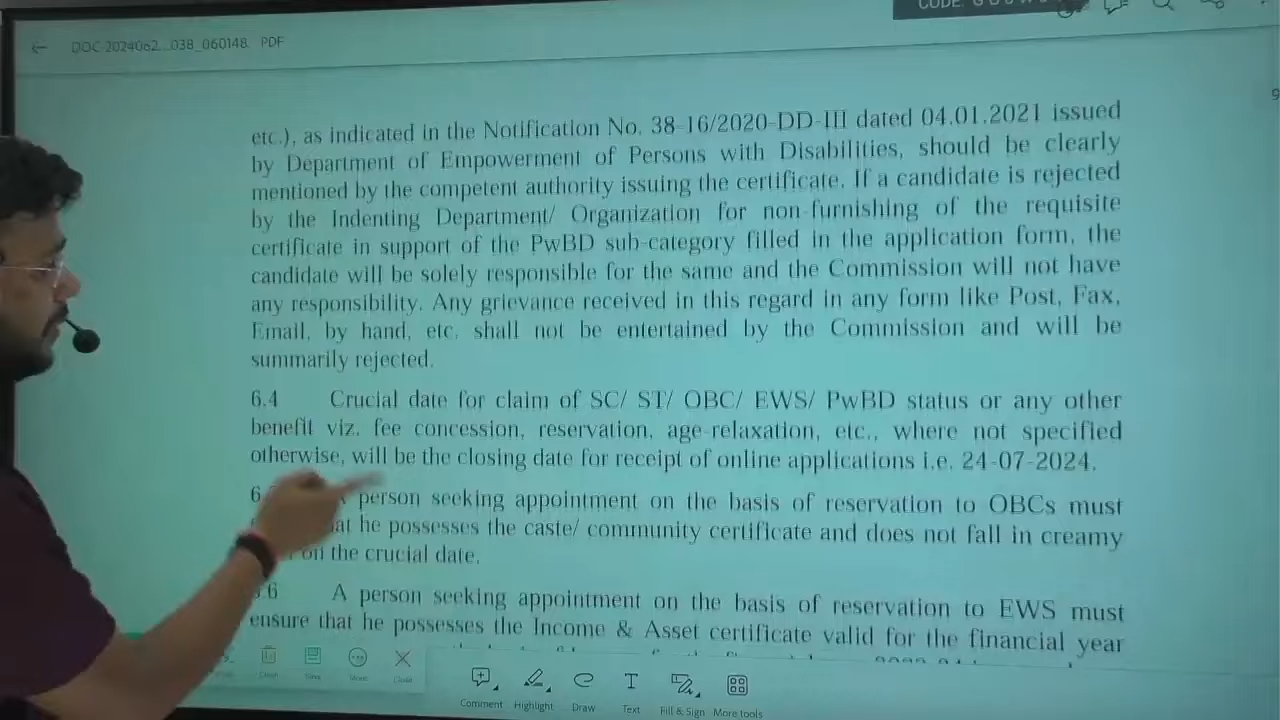 DOC 2024062...038_060148. PDF
etc.), as indicated in the Notification No. 38-16/2020-DD-III dated 04.01.2021 issued
by Department of Empowerment of Persons with Disabilities, should be clearly
mentioned by the competent authority issuing the certificate. If a candidate is rejected
by the Indenting Department/ Organization for non-furnishing of the requisite
certificate in support of the PwBD sub-category filled in the application form, the
candidate will be solely responsible for the same and the Commission will not have
any responsibility. Any grievance received in this regard in any form like Post, Fax,
Email, by hand, etc. shall not be entertained by the Commission and will be
summarily rejected.
6.4 Crucial date for claim of SC/ ST/ OBC/ EWS/ PwBD status or any other
benefit viz. fee concession, reservation, age-relaxation, etc., where not specified
otherwise, will be the closing date for receipt of online applications i.e. 24-07-2024.
person seeking appointment on the basis of reservation to OBCs must
he possesses the caste/ community certificate and does not fall in creamy
on the crucial date.
A person seeking appointment on the basis of reservation to EWS must
ensure that he possesses the Income & Asset certificate valid for the financial year
Save More Close
Comment Highlight Draw Text Fill & Sign More tools